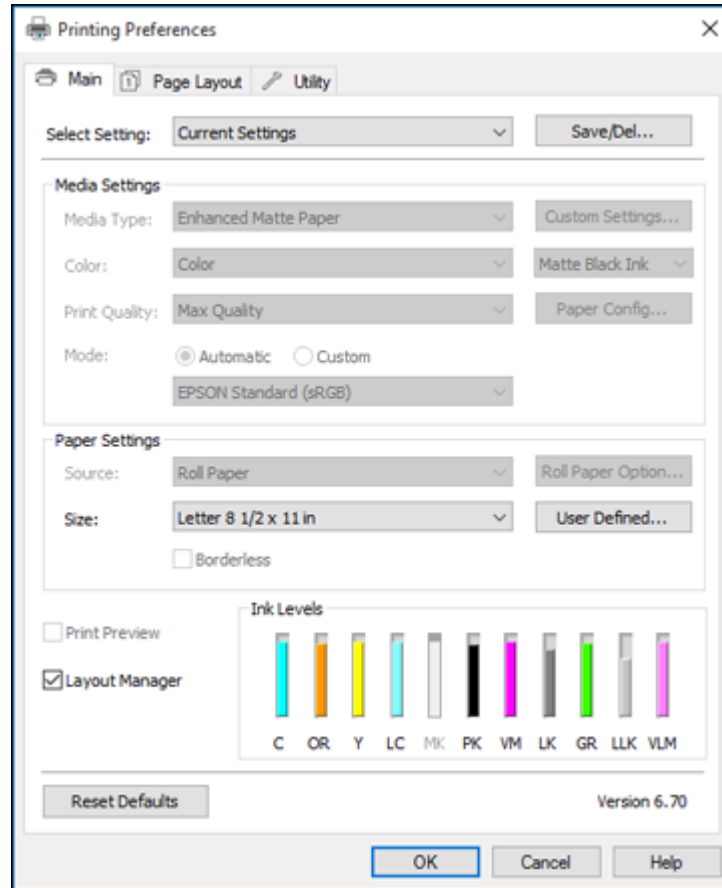 Printing Preferences
Main
1
Page Layout
Utility
Select Setting: Current Settings Save/Del...
Media Settings
Media Type: Enhanced Matte Paper Custom Settings...
Color: Color Matte Black Ink
Print Quality: Max Quality Paper Config...
Mode: Automatic Custom
EPSON Standard (sRGB)
Paper Settings
Source: Roll Paper Roll Paper Option...
Size: Letter 8 1/2 x 11 in User Defined...
Borderless
Ink Levels
Print Preview
Layout Manager
C OR Y LC MK PK VM LK GR LLK VLM
Reset Defaults Version 6.70
OK Cancel Help